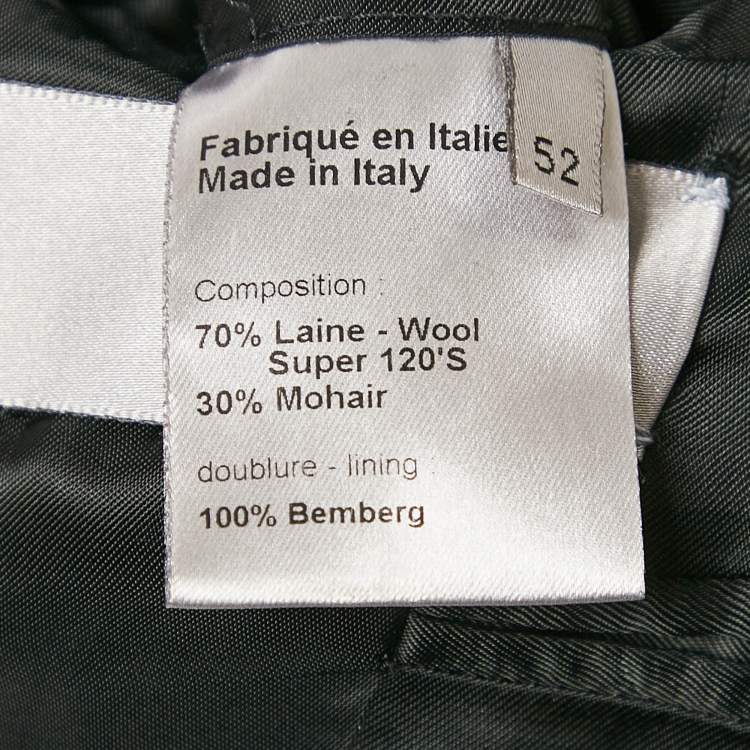 Fabriqué en Italie
52
Made in Italy
Composition :
70% Laine - Wool
Super 120'S
30% Mohair
doublure - lining :
100% Bemberg